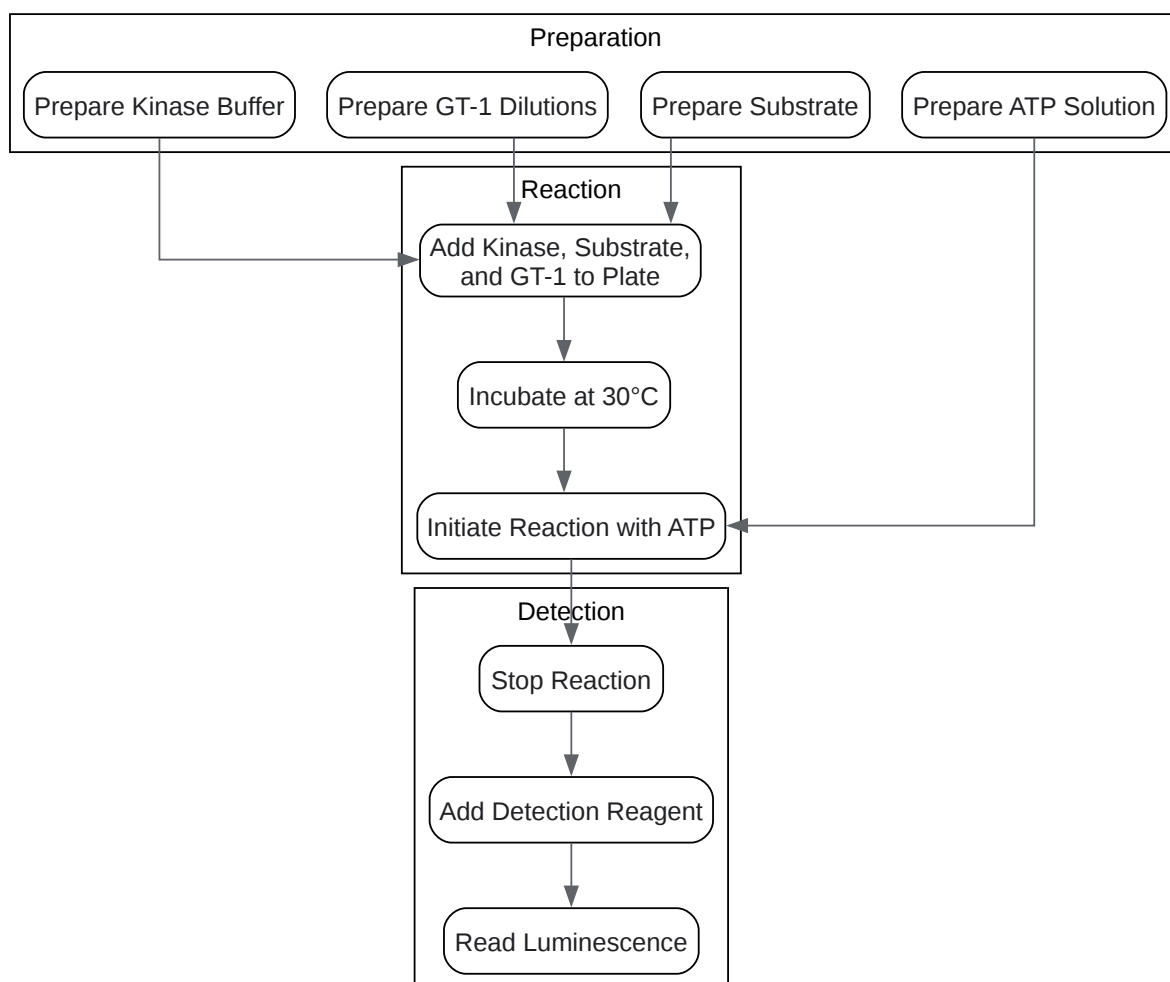 Preparation
Prepare Kinase Buffer
Prepare GT-1 Dilutions
Prepare Substrate
Prepare ATP Solution
Reaction
Add Kinase, Substrate,
and GT-1 to Plate
Incubate at 30°C
Initiate Reaction with ATP
Detection
Stop Reaction
Add Detection Reagent
Read Luminescence